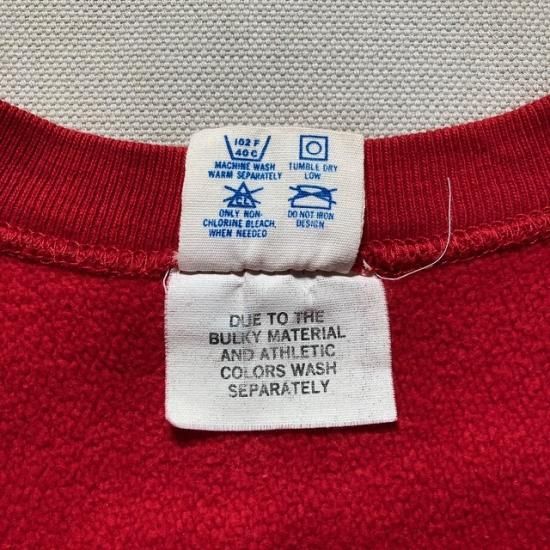 102 F
40 C
MACHINE WASH
WARM SEPARATELY
TUMBLE DRY
LOW
CL
ONLY NON-
CHLORINE BLEACH,
WHEN NEEDED
DO NOT IRON
DESIGN
DUE TO THE
BULKY MATERIAL
AND ATHLETIC
COLORS WASH
SEPARATELY